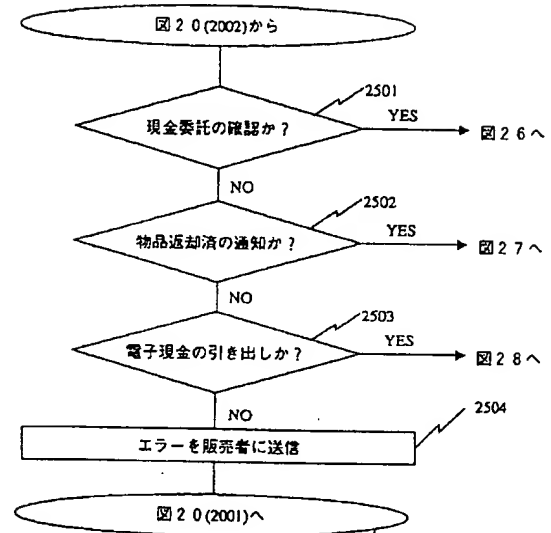 図20(2002)から
2501
現金委託の確認か?
YES
図26へ
NO
2502
物品返却済の通知か?
YES
図27へ
NO
2503
電子現金の引き出しか?
YES
図28へ
NO
2504
エラーを販売者に送信
図20(2001)へ